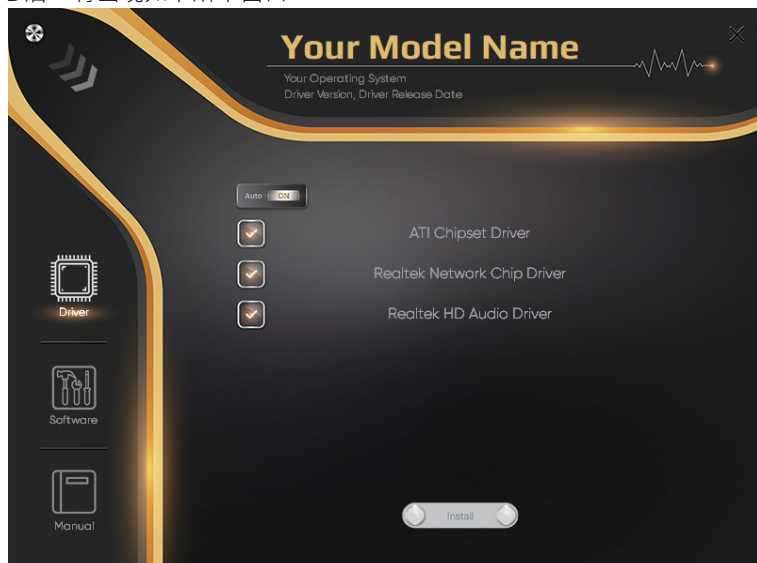 Your Model Name
Your Operating System
Driver Version, Driver Release Date
Auto ON
ATI Chipset Driver
Realtek Network Chip Driver
Realtek HD Audio Driver
Driver
Software
Manual
Install